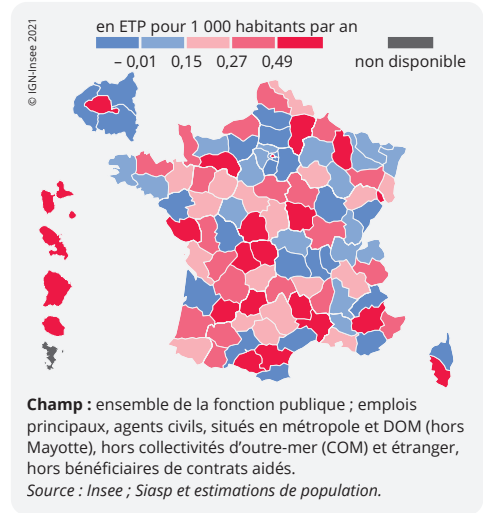 en ETP pour 1 000 habitants par an
– 0,01 0,15 0,27 0,49
non disponible
© IGN-Insee 2021
Champ : ensemble de la fonction publique ; emplois
principaux, agents civils, situés en métropole et DOM (hors
Mayotte), hors collectivités d’outre-mer (COM) et étranger,
hors bénéficiaires de contrats aidés.
Source : Insee ; Siasp et estimations de population.